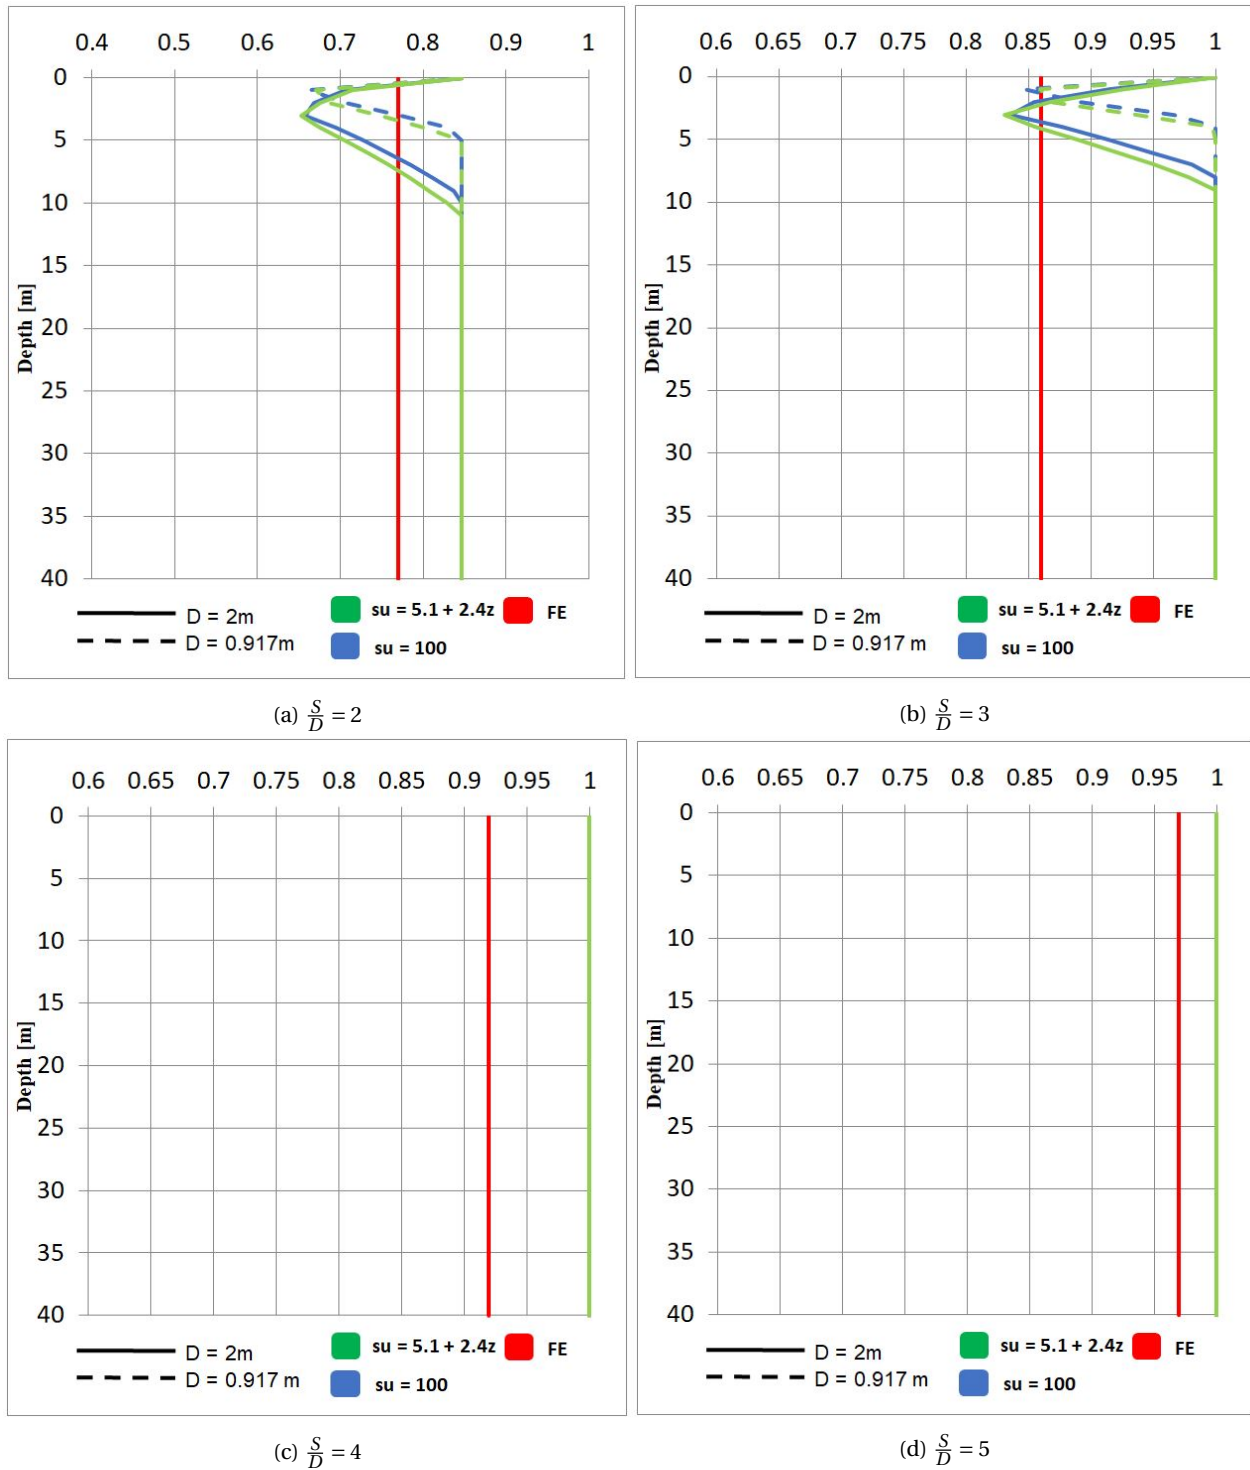 0.4 0.5 0.6 0.7 0.8 0.9 1
0
5
10
15
20
25
30
35
40
Depth [m]
D = 2m
D = 0.917m
su = 5.1 + 2.4z
FE
su = 100
(a) S/D = 2
0.6 0.65 0.7 0.75 0.8 0.85 0.9 0.95 1
0
5
10
15
20
25
30
35
40
Depth [m]
D = 2m
D = 0.917 m
su = 5.1 + 2.4z
FE
su = 100
(b) S/D = 3
0.6 0.65 0.7 0.75 0.8 0.85 0.9 0.95 1
0
5
10
15
20
25
30
35
40
Depth [m]
D = 2m
D = 0.917 m
su = 5.1 + 2.4z
FE
su = 100
(c) S/D = 4
0.6 0.65 0.7 0.75 0.8 0.85 0.9 0.95 1
0
5
10
15
20
25
30
35
40
Depth [m]
D = 2m
D = 0.917 m
su = 5.1 + 2.4z
FE
su = 100
(d) S/D = 5